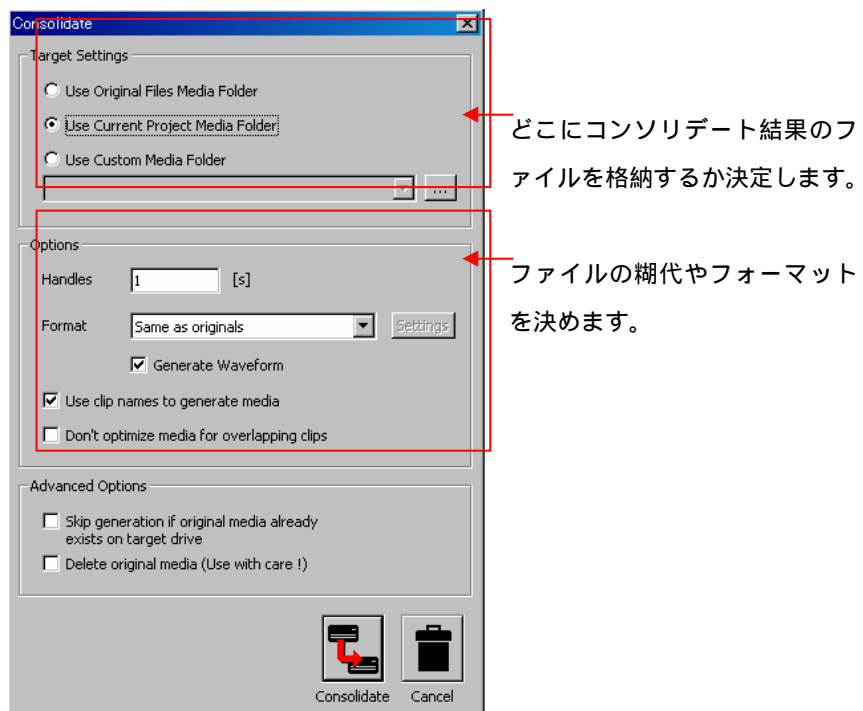 Consolidate
Target Settings
Use Original Files Media Folder
Use Current Project Media Folder
Use Custom Media Folder
...
どこにコンソリデート結果のフ
ァイルを格納するか決定します。
Options
Handles 1 [s]
Format Same as originals Settings
Generate Waveform
Use clip names to generate media
Don't optimize media for overlapping clips
ファイルの糊代やフォーマット
を決めます。
Advanced Options
Skip generation if original media already
exists on target drive
Delete original media (Use with care !)
Consolidate Cancel